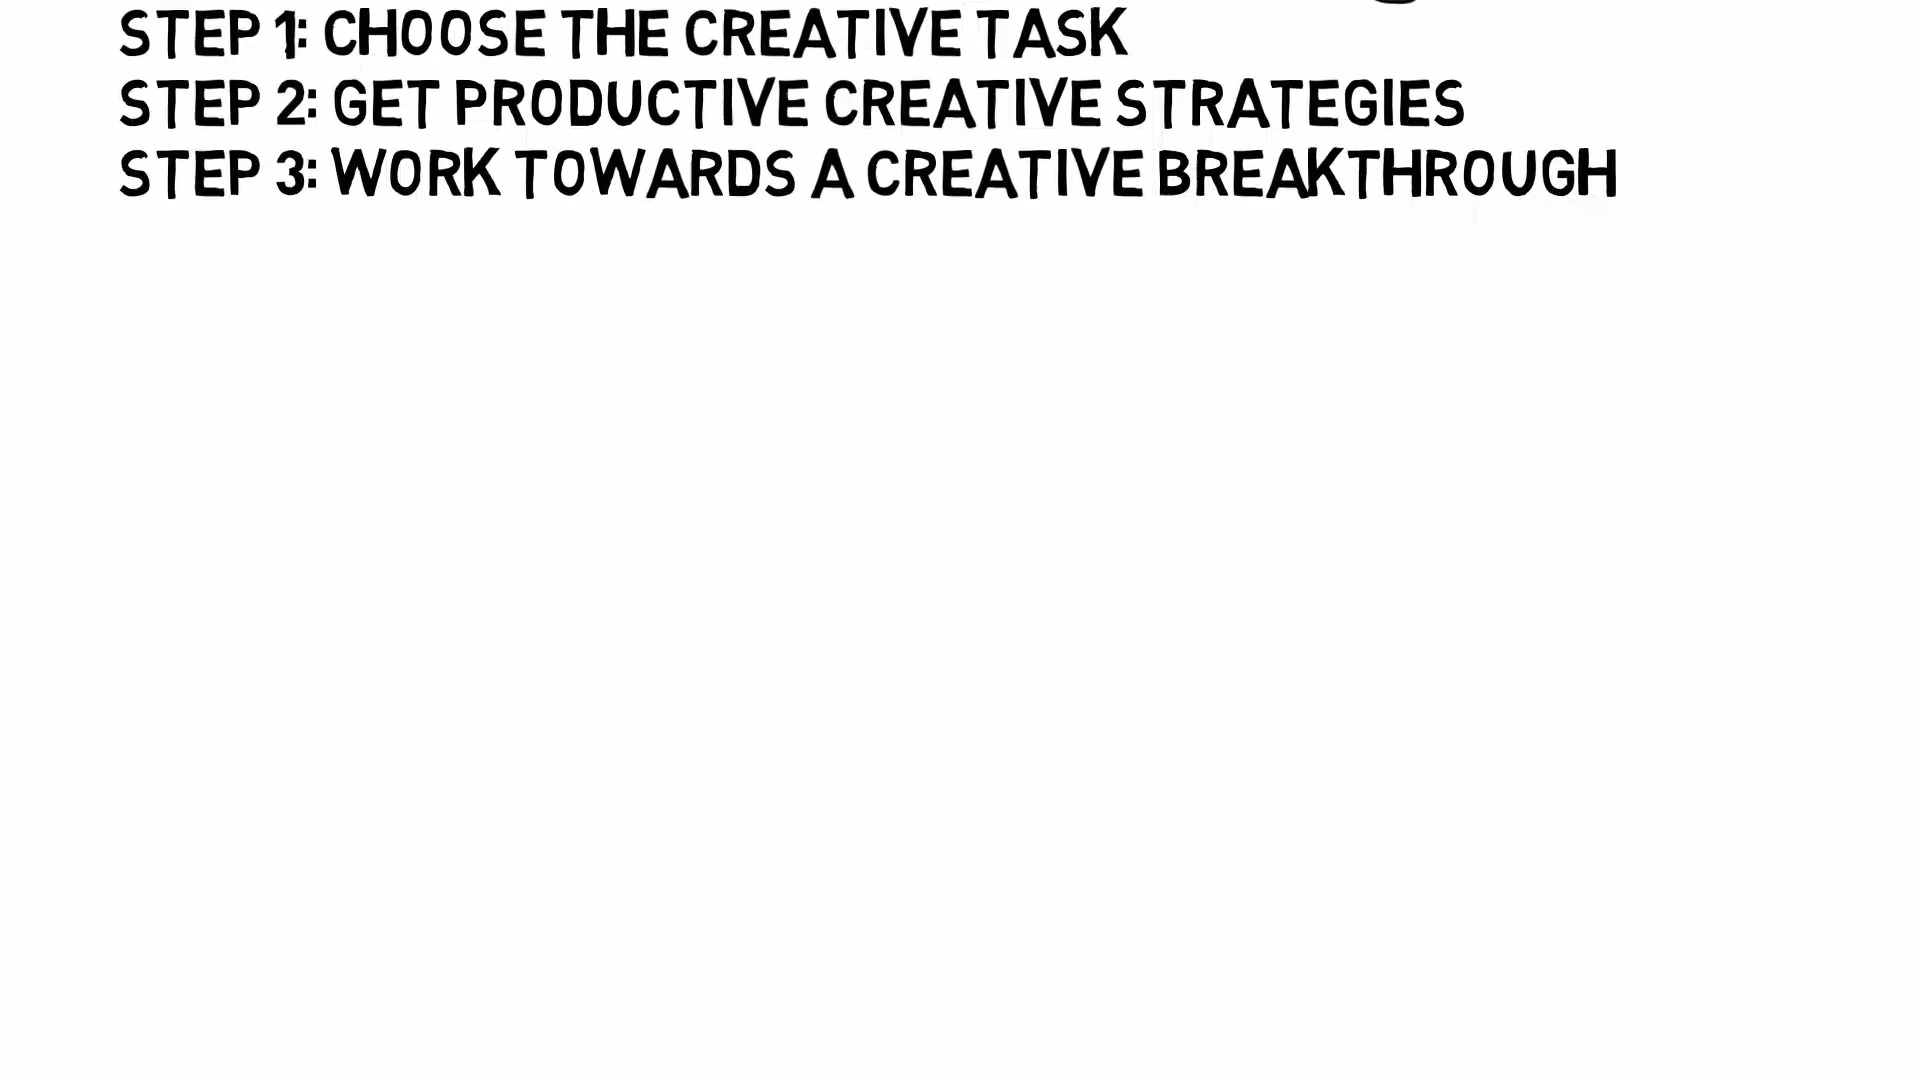 STEP 1: CHOOSE THE CREATIVE TASK
STEP 2: GET PRODUCTIVE CREATIVE STRATEGIES
STEP 3: WORK TOWARDS A CREATIVE BREAKTHROUGH